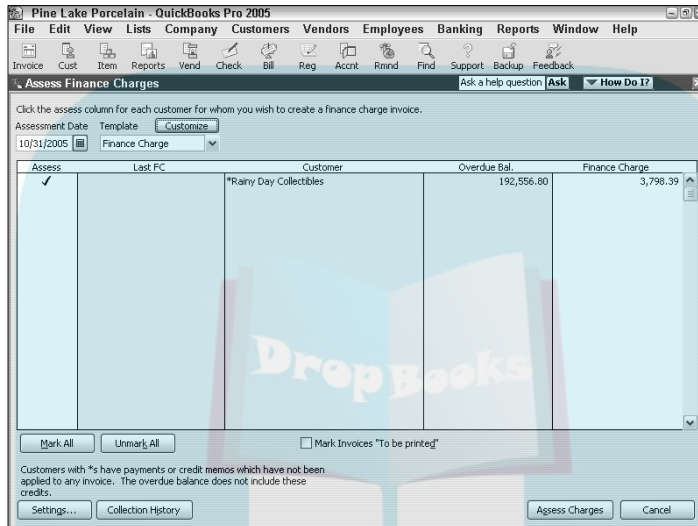 Pine Lake Porcelain - QuickBooks Pro 2005
File Edit View Lists Company Customers Vendors Employees Banking Reports Window Help
Invoice Cust Item Reports Vend Check Bill Reg Accnt Rmnd Find Support Backup Feedback
Assess Finance Charges Ask a help question Ask How Do I?
Click the assess column for each customer for whom you wish to create a finance charge invoice.
Assessment Date Template Customize
10/31/2005 Finance Charge
Assess Last FC Customer Overdue Bal. Finance Charge
*Rainy Day Collectibles 192,556.80 3,798.39
DropBooks
Mark All Unmark All Mark Invoices "To be printed"
Customers with *s have payments or credit memos which have not been
applied to any invoice. The overdue balance does not include these
credits.
Settings... Collection History Assess Charges Cancel